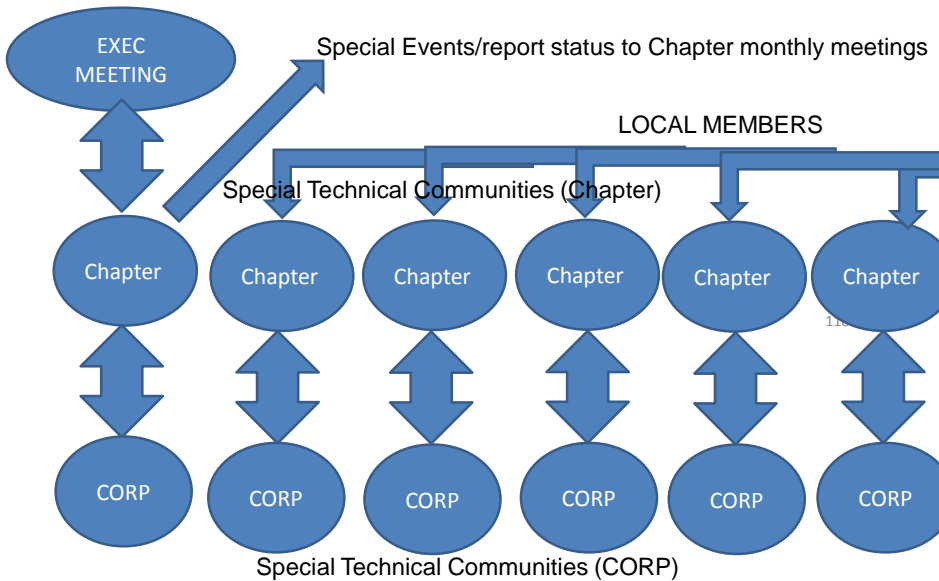 EXEC
MEETING
Special Events/report status to Chapter monthly meetings
LOCAL MEMBERS
Special Technical Communities (Chapter)
Chapter
Chapter
Chapter
Chapter
Chapter
Chapter
CORP
CORP
CORP
CORP
CORP
CORP
Special Technical Communities (CORP)